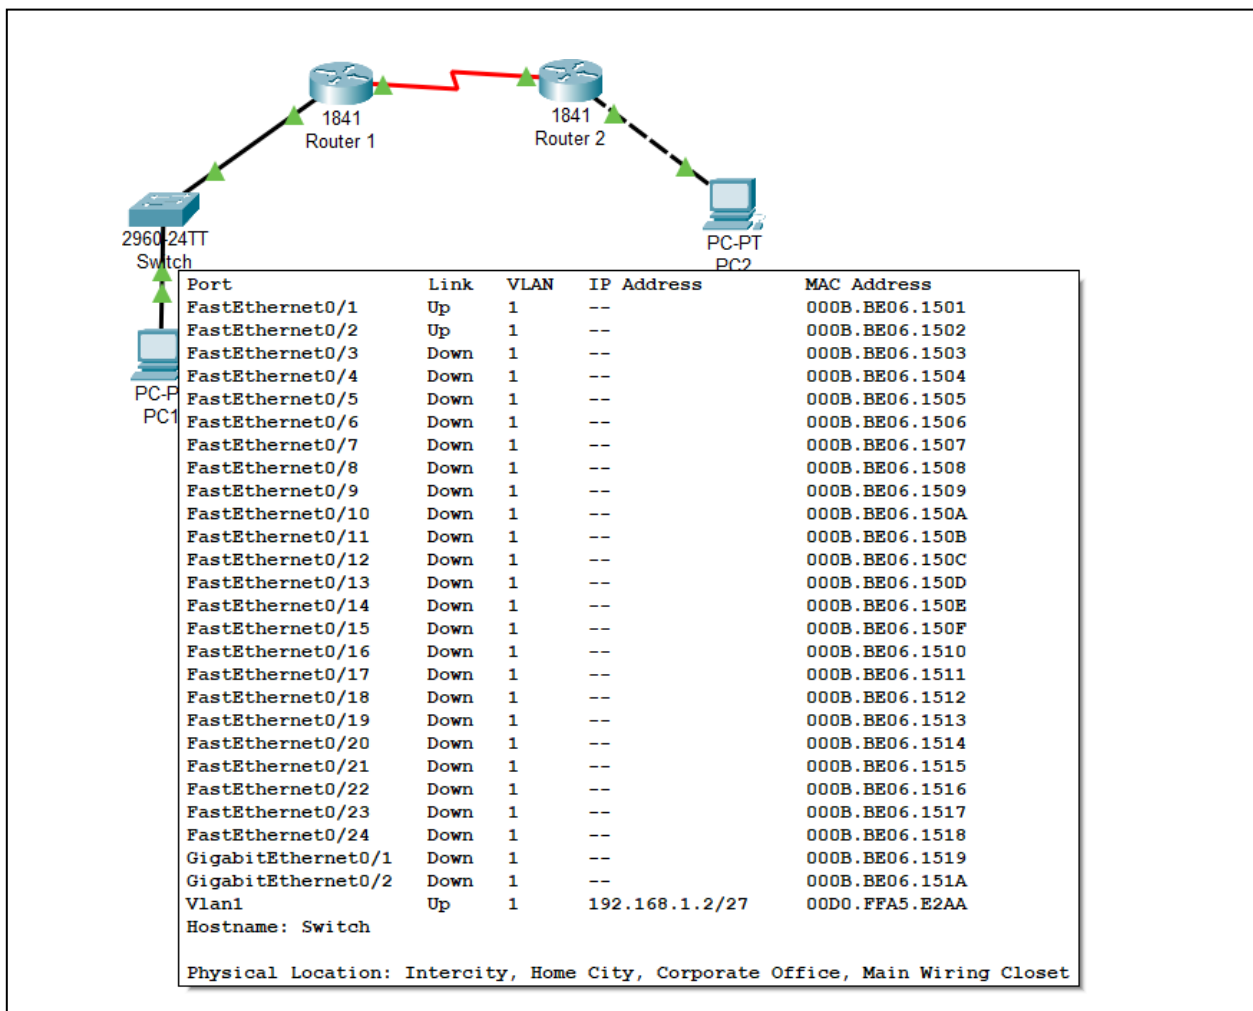 1841
Router 1
1841
Router 2
2960-24TT
Switch
PC-PT
PC2
PC-P
PC1
Port Link VLAN IP Address MAC Address
FastEthernet0/1 Up 1 -- 000B.BE06.1501
FastEthernet0/2 Up 1 -- 000B.BE06.1502
FastEthernet0/3 Down 1 -- 000B.BE06.1503
FastEthernet0/4 Down 1 -- 000B.BE06.1504
FastEthernet0/5 Down 1 -- 000B.BE06.1505
FastEthernet0/6 Down 1 -- 000B.BE06.1506
FastEthernet0/7 Down 1 -- 000B.BE06.1507
FastEthernet0/8 Down 1 -- 000B.BE06.1508
FastEthernet0/9 Down 1 -- 000B.BE06.1509
FastEthernet0/10 Down 1 -- 000B.BE06.150A
FastEthernet0/11 Down 1 -- 000B.BE06.150B
FastEthernet0/12 Down 1 -- 000B.BE06.150C
FastEthernet0/13 Down 1 -- 000B.BE06.150D
FastEthernet0/14 Down 1 -- 000B.BE06.150E
FastEthernet0/15 Down 1 -- 000B.BE06.150F
FastEthernet0/16 Down 1 -- 000B.BE06.1510
FastEthernet0/17 Down 1 -- 000B.BE06.1511
FastEthernet0/18 Down 1 -- 000B.BE06.1512
FastEthernet0/19 Down 1 -- 000B.BE06.1513
FastEthernet0/20 Down 1 -- 000B.BE06.1514
FastEthernet0/21 Down 1 -- 000B.BE06.1515
FastEthernet0/22 Down 1 -- 000B.BE06.1516
FastEthernet0/23 Down 1 -- 000B.BE06.1517
FastEthernet0/24 Down 1 -- 000B.BE06.1518
GigabitEthernet0/1 Down 1 -- 000B.BE06.1519
GigabitEthernet0/2 Down 1 -- 000B.BE06.151A
Vlan1 Up 1 192.168.1.2/27 00D0.FFA5.E2AA
Hostname: Switch
Physical Location: Intercity, Home City, Corporate Office, Main Wiring Closet